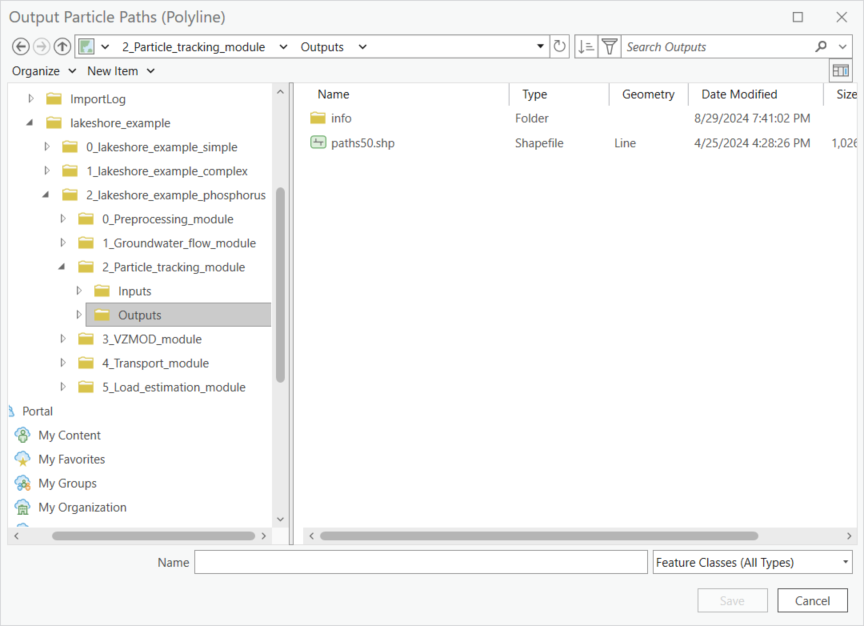 Output Particle Paths (Polyline)
2_Particle_tracking_module Outputs Search Outputs
Organize New Item
ImportLog
lakeshore_example
0_lakeshore_example_simple
1_lakeshore_example_complex
2_lakeshore_example_phosphorus
0_Preprocessing_module
1_Groundwater_flow_module
2_Particle_tracking_module
Inputs
Outputs
3_VZMOD_module
4_Transport_module
5_Load_estimation_module
Portal
My Content
My Favorites
My Groups
My Organization
Name Type Geometry Date Modified Size
info Folder 8/29/2024 7:41:02 PM
paths50.shp Shapefile Line 4/25/2024 4:28:26 PM 1,026
Name Feature Classes (All Types)
Save Cancel